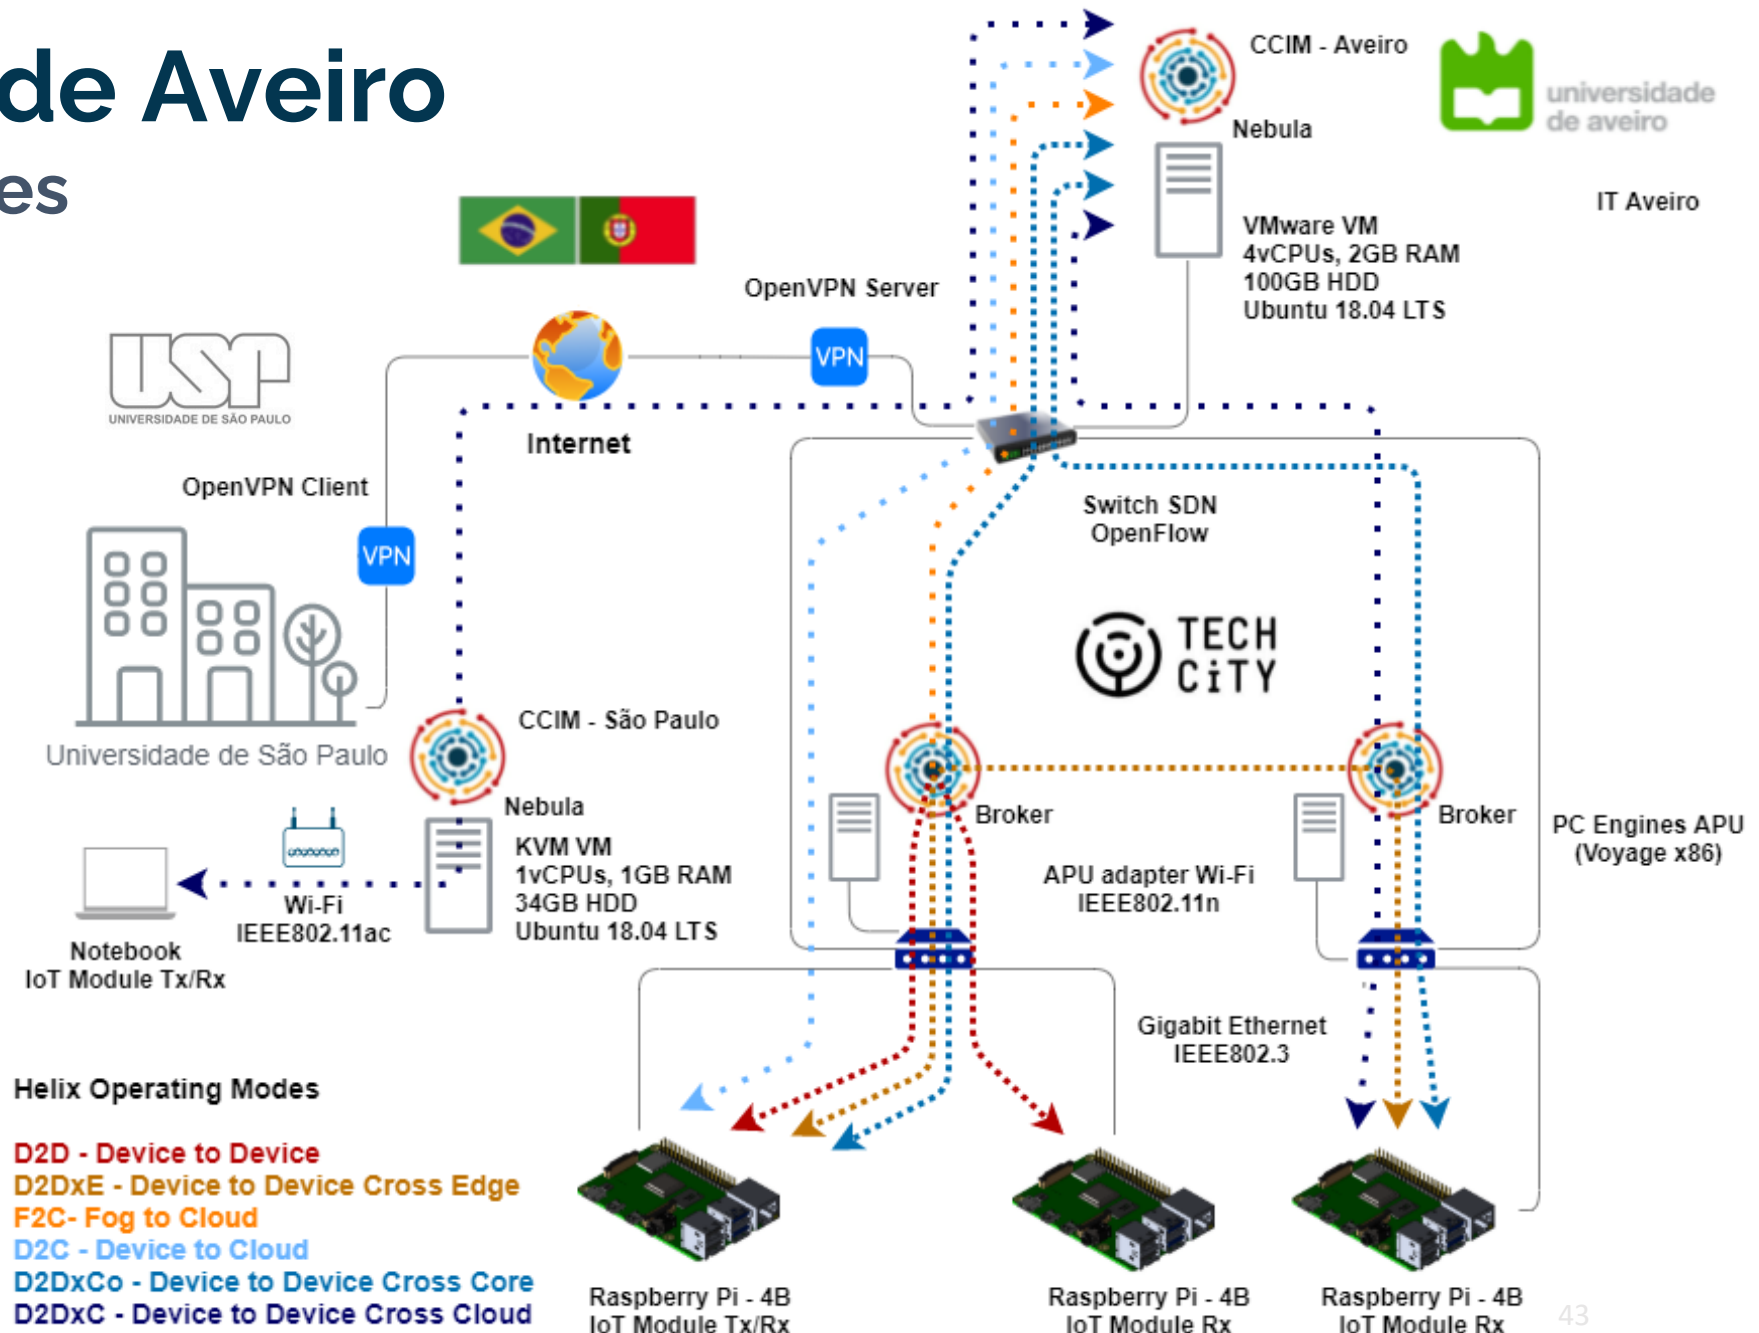 de Aveiro
es
CCIM - Aveiro
universidade
de aveiro
Nebula
IT Aveiro
VMware VM
4vCPUs, 2GB RAM
100GB HDD
Ubuntu 18.04 LTS
OpenVPN Server
VPN
USP
UNIVERSIDADE DE SÃO PAULO
Internet
OpenVPN Client
VPN
Switch SDN
OpenFlow
TECH
CiTY
CCIM - São Paulo
Universidade de São Paulo
Nebula
KVM VM
1vCPUs, 1GB RAM
34GB HDD
Ubuntu 18.04 LTS
Broker
Broker
PC Engines APU
(Voyage x86)
APU adapter Wi-Fi
IEEE802.11n
Wi-Fi
IEEE802.11ac
Notebook
IoT Module Tx/Rx
Gigabit Ethernet
IEEE802.3
Helix Operating Modes
D2D - Device to Device
D2DxE - Device to Device Cross Edge
F2C- Fog to Cloud
D2C - Device to Cloud
D2DxCo - Device to Device Cross Core
D2DxC - Device to Device Cross Cloud
Raspberry Pi - 4B
IoT Module Tx/Rx
Raspberry Pi - 4B
IoT Module Rx
Raspberry Pi - 4B
IoT Module Rx
43